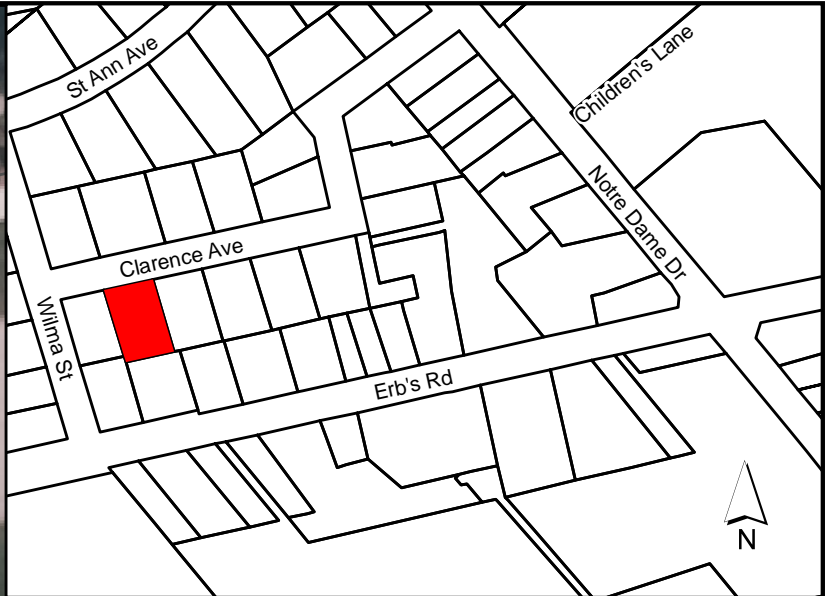 St Ann Ave
Children's Lane
Notre Dame Dr
Clarence Ave
Wilma St
Erb's Rd
N